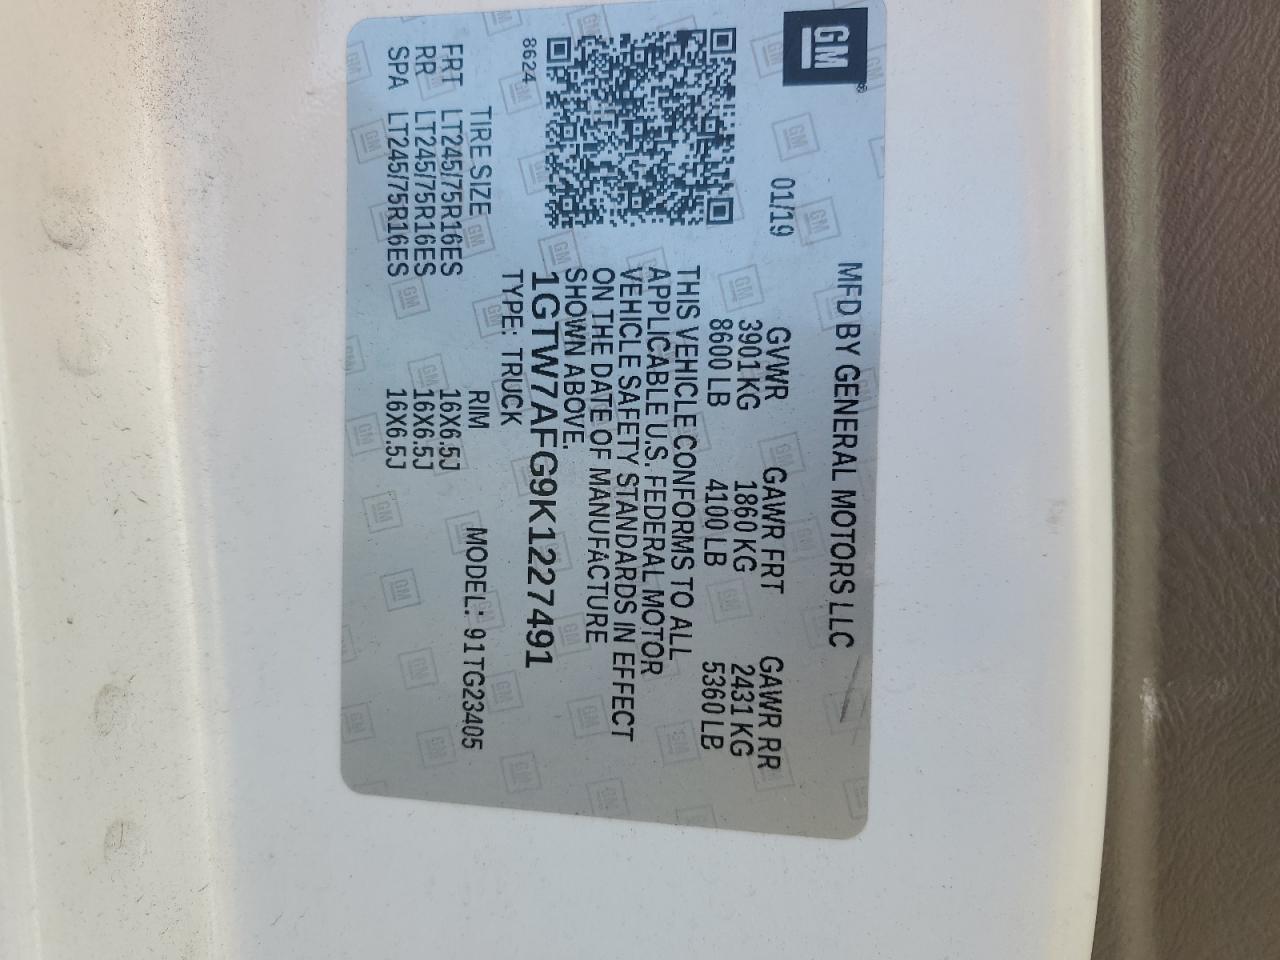 GM
MFD BY GENERAL MOTORS LLC
01/19
GVWR GAWR FRT GAWR RR
3901 KG 1860 KG 2431 KG
8600 LB 4100 LB 5360 LB
THIS VEHICLE CONFORMS TO ALL
APPLICABLE U.S. FEDERAL MOTOR
VEHICLE SAFETY STANDARDS IN EFFECT
ON THE DATE OF MANUFACTURE
SHOWN ABOVE.
8624
1GTW7AFG9K1227491
TYPE: TRUCK
TIRE SIZE RIM MODEL: 91TG23405
FRT LT245/75R16ES 16X6.5J
RR LT245/75R16ES 16X6.5J
SPA LT245/75R16ES 16X6.5J